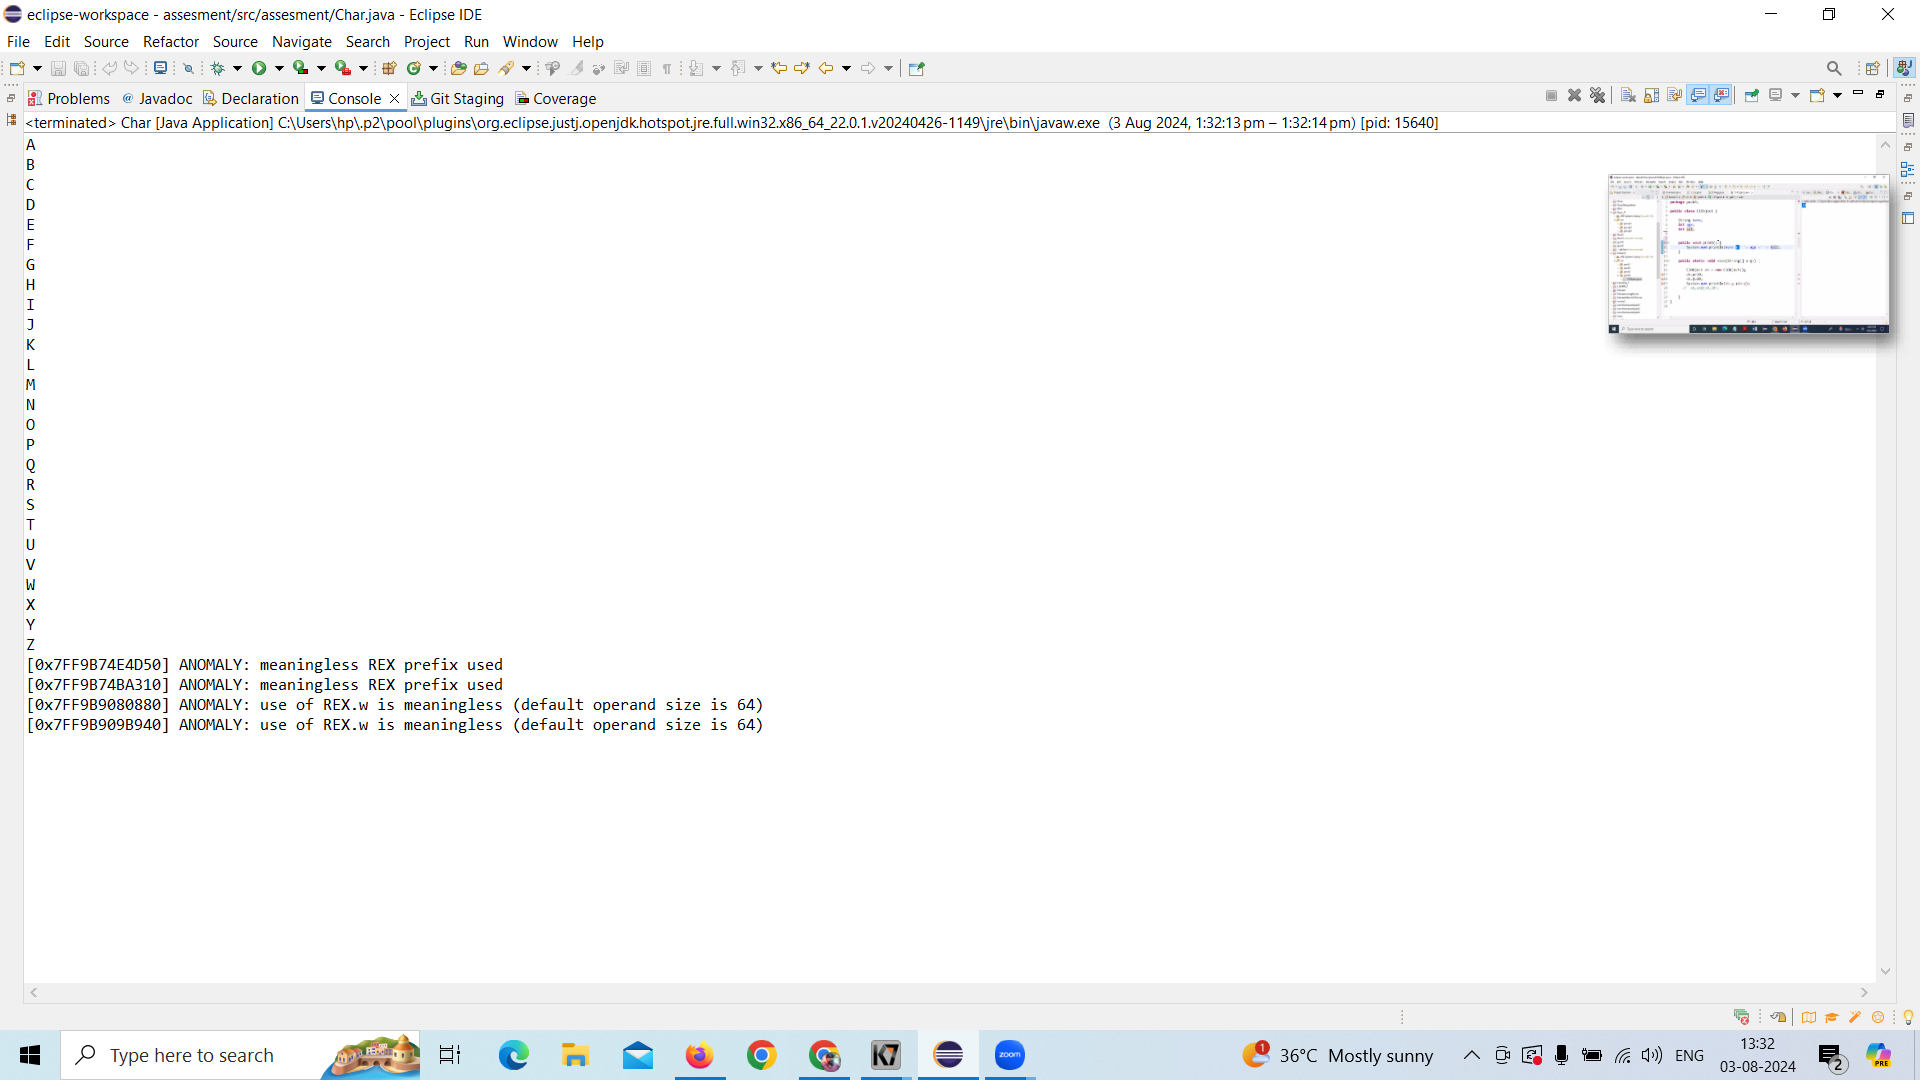 eclipse-workspace - assesment/src/assesment/Char.java - Eclipse IDE
File Edit Source Refactor Source Navigate Search Project Run Window Help
Problems Javadoc Declaration Console Git Staging Coverage
<terminated> Char [Java Application] C:\Users\hp\.p2\pool\plugins\org.eclipse.justj.openjdk.hotspot.jre.full.win32.x86_64_22.0.1.v20240426-1149\jre\bin\javaw.exe (3 Aug 2024, 1:32:13 pm – 1:32:14 pm) [pid: 15640]
A
B
C
D
E
F
G
H
I
J
K
L
M
N
O
P
Q
R
S
T
U
V
W
X
Y
Z
[0x7FF9B74E4D50] ANOMALY: meaningless REX prefix used
[0x7FF9B74BA310] ANOMALY: meaningless REX prefix used
[0x7FF9B9080880] ANOMALY: use of REX.w is meaningless (default operand size is 64)
[0x7FF9B909B940] ANOMALY: use of REX.w is meaningless (default operand size is 64)
Type here to search
K7
zoom
1
36°C Mostly sunny
ENG
13:32
03-08-2024
2
PRE